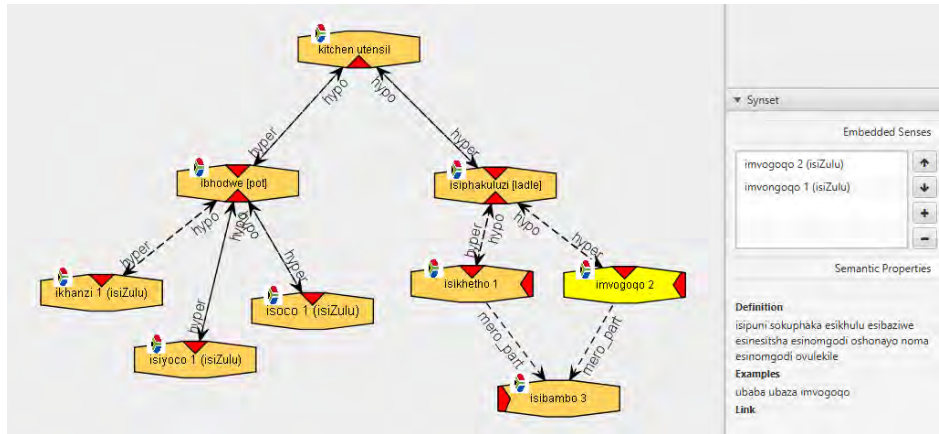 kitchen utensil
hypo
hypo
hyper
hyper
ibhodwe [pot]
isiphakuluzi [ladle]
hypo
hypo
hypo
hypo
hypo
hyper
hyper
hyper
hyper
hyper
ikhanzi 1 (isiZulu)
isoco 1 (isiZulu)
isiyoco 1 (isiZulu)
isikhetho 1
imvogoqo 2
mero_part
mero_part
isibambo 3
Synset
Embedded Senses
imvogoqo 2 (isiZulu)
imvongoqo 1 (isiZulu)
Semantic Properties
Definition
isipuni sokuphaka esikhulu esibaziwe
esinesitsha esinomgodi oshonayo noma
esinomgodi ovulekile
Examples
ubaba ubaza imvogoqo
Link